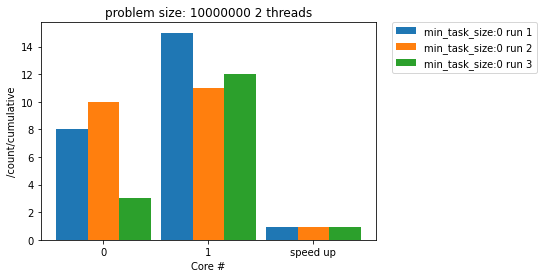 problem size: 10000000 2 threads
min_task_size:0 run 1
min_task_size:0 run 2
min_task_size:0 run 3
/count/cumulative
14
12
10
8
6
4
2
0
0 1 speed up
Core #